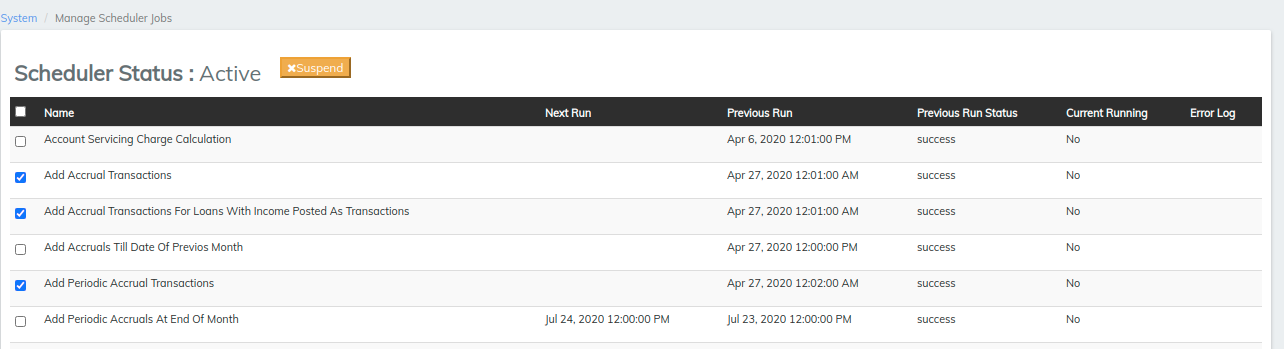 System / Manage Scheduler Jobs
Scheduler Status : Active ✖Suspend
Name Next Run Previous Run Previous Run Status Current Running Error Log
Account Servicing Charge Calculation Apr 6, 2020 12:01:00 PM success No
Add Accrual Transactions Apr 27, 2020 12:01:00 AM success No
Add Accrual Transactions For Loans With Income Posted As Transactions Apr 27, 2020 12:01:00 AM success No
Add Accruals Till Date Of Previos Month Apr 27, 2020 12:00:00 PM success No
Add Periodic Accrual Transactions Apr 27, 2020 12:02:00 AM success No
Add Periodic Accruals At End Of Month Jul 24, 2020 12:00:00 PM Jul 23, 2020 12:00:00 PM success No